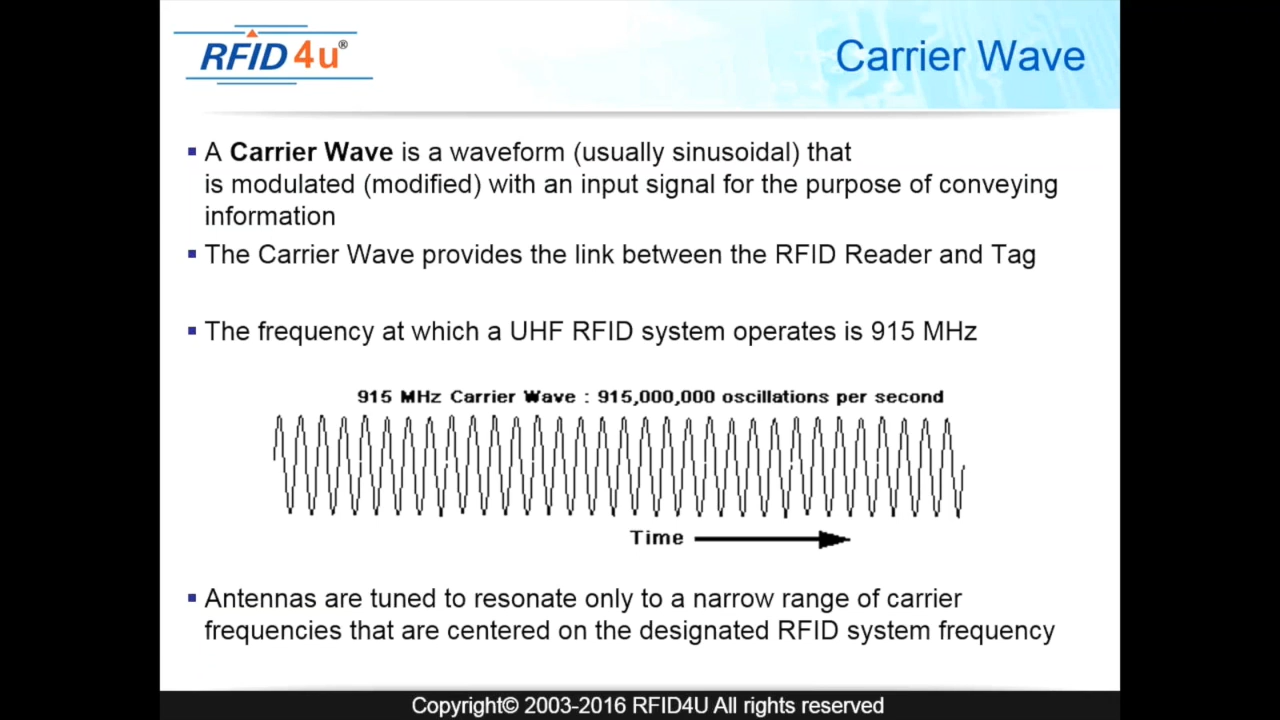 RFID4u®
Carrier Wave
▪ A Carrier Wave is a waveform (usually sinusoidal) that
is modulated (modified) with an input signal for the purpose of conveying
information
▪ The Carrier Wave provides the link between the RFID Reader and Tag
▪ The frequency at which a UHF RFID system operates is 915 MHz
915 MHz Carrier Wave : 915,000,000 oscillations per second
Time
▪ Antennas are tuned to resonate only to a narrow range of carrier
frequencies that are centered on the designated RFID system frequency
Copyright© 2003-2016 RFID4U All rights reserved